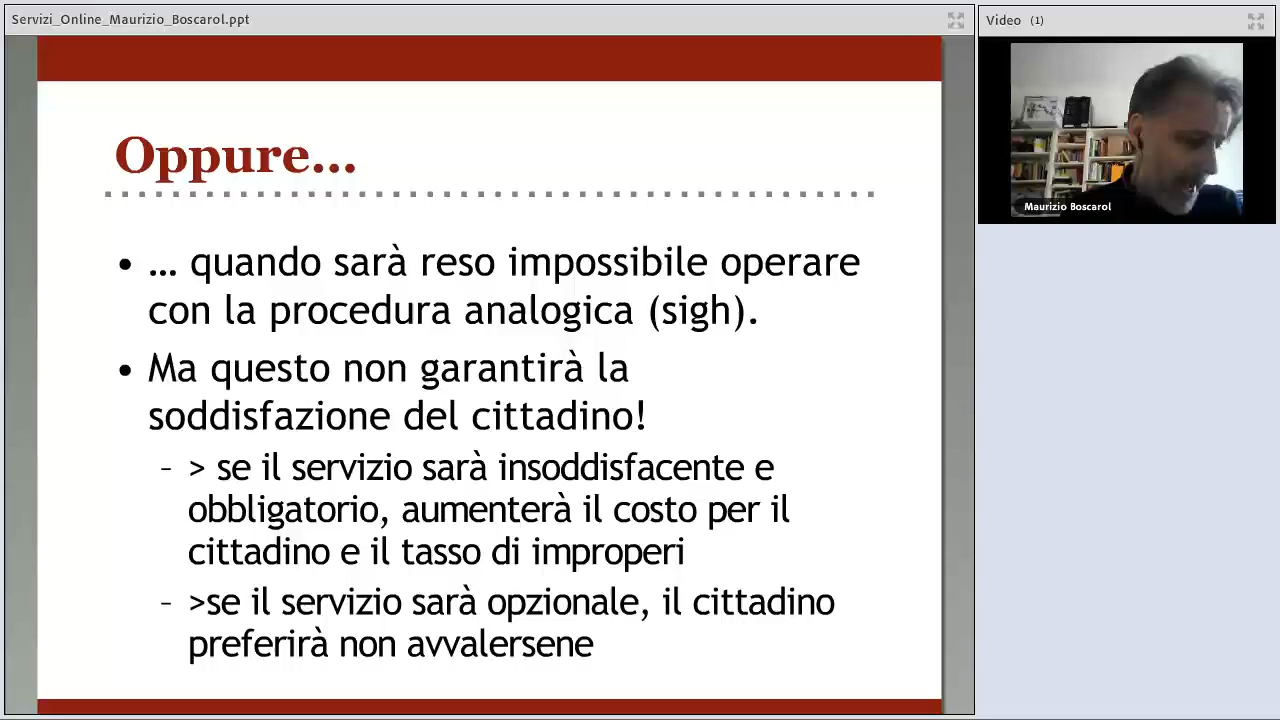 Servizi_Online_Maurizio_Boscarol.ppt
Video (1)
Maurizio Boscarol
Oppure...
• … quando sarà reso impossibile operare
con la procedura analogica (sigh).
• Ma questo non garantirà la
soddisfazione del cittadino!
– > se il servizio sarà insoddisfacente e
obbligatorio, aumenterà il costo per il
cittadino e il tasso di improperi
– >se il servizio sarà opzionale, il cittadino
preferirà non avvalersene